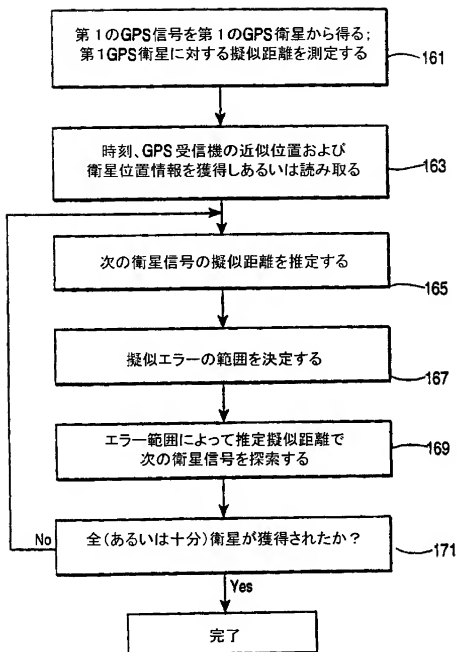 第1のGPS信号を第1のGPS衛星から得る;
第1GPS衛星に対する擬似距離を測定する
161
時刻、GPS受信機の近似位置および
衛星位置情報を獲得しあるいは読み取る
163
次の衛星信号の擬似距離を推定する
165
擬似エラーの範囲を決定する
167
エラー範囲によって推定擬似距離で
次の衛星信号を探索する
169
No
全(あるいは十分)衛星が獲得されたか?
171
Yes
完了